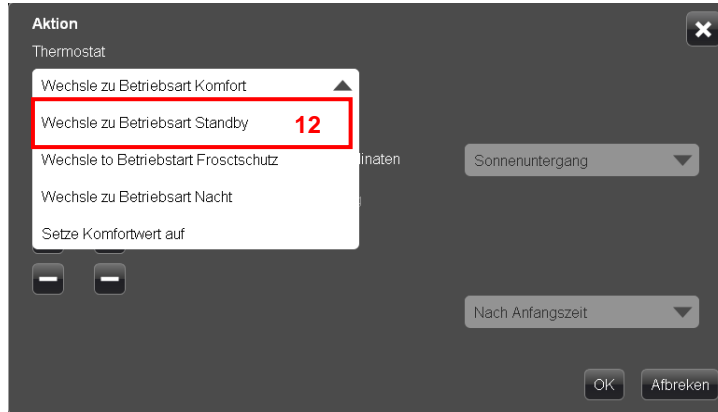 Aktion
Thermostat
Wechsle zu Betriebsart Komfort
Wechsle zu Betriebsart Standby 12
Wechsle to Betriebstart Frosctschutz
inaten
Sonnenuntergang
Wechsle zu Betriebsart Nacht
Setze Komfortwert auf
Nach Anfangszeit
OK Afbreken